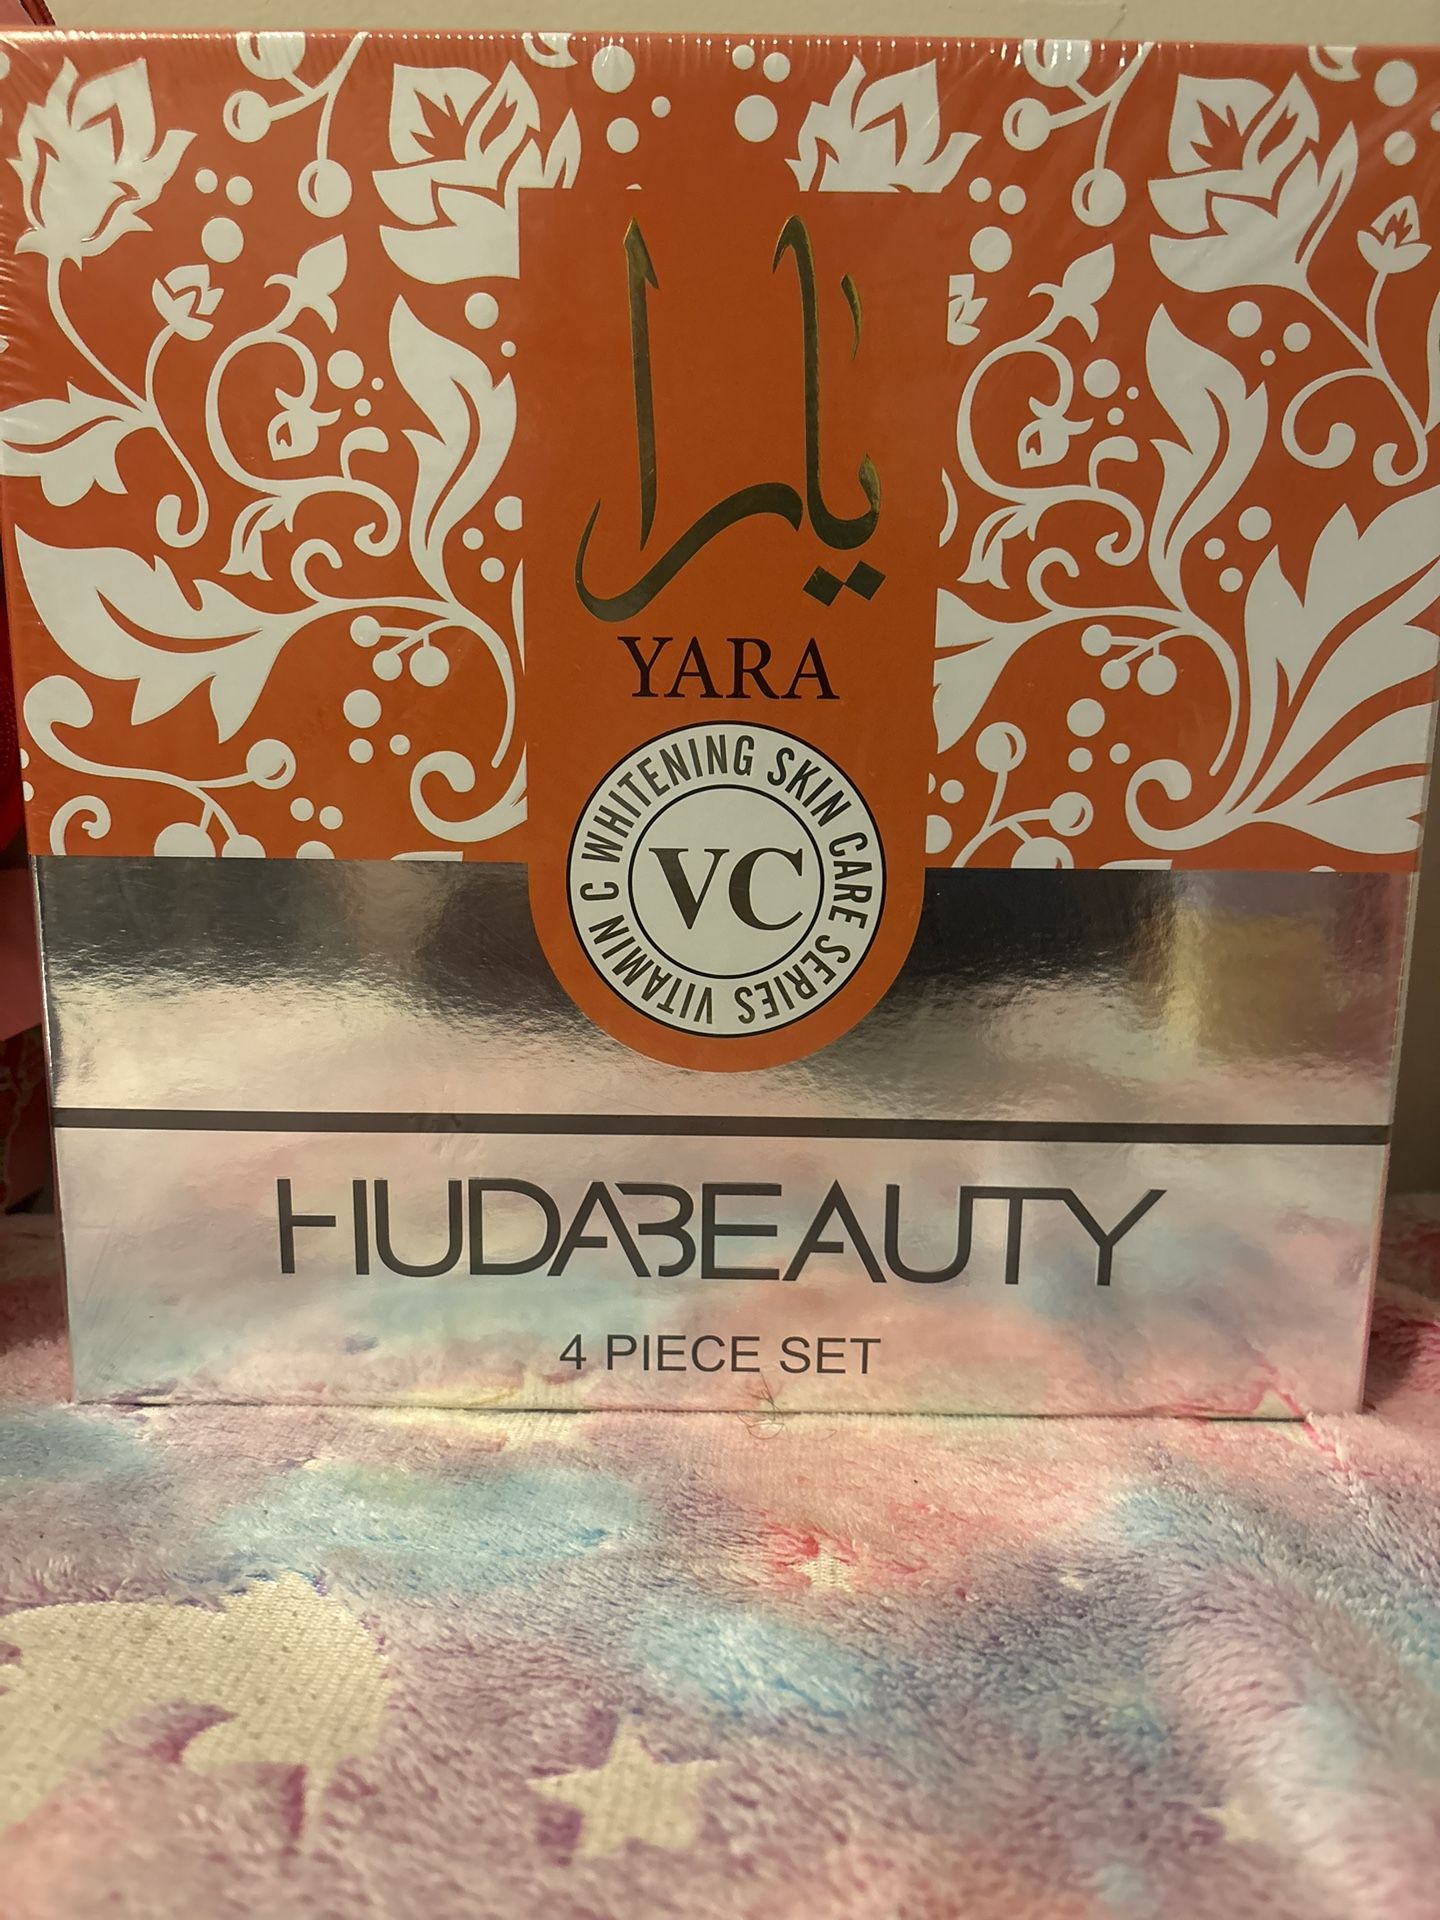 يارا
YARA
VITAMIN C WHITENING SKIN CARE SERIES
VC
HUDABEAUTY
4 PIECE SET